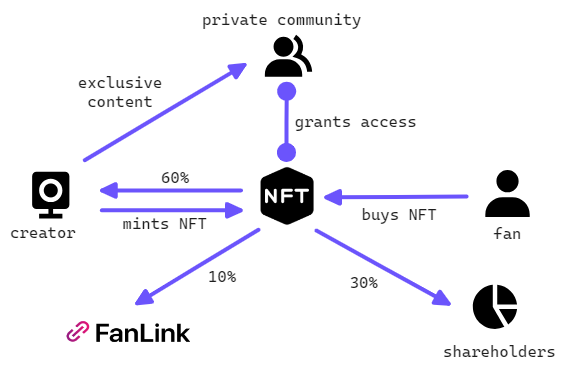 private community
exclusive
content
grants access
60%
NFT
mints NFT
buys NFT
creator
fan
10%
30%
FanLink
shareholders